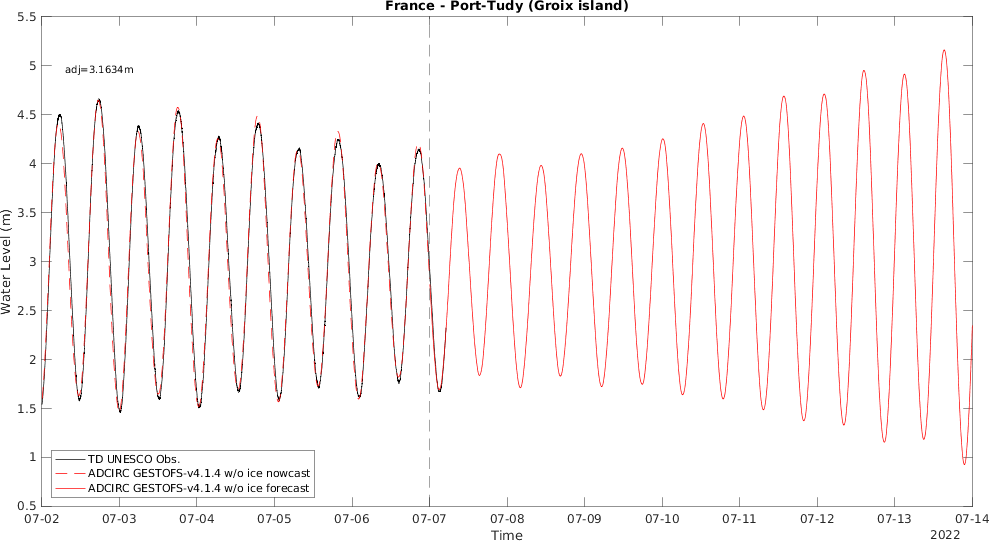 France - Port-Tudy (Groix island)
adj=3.1634m
Water Level (m)
5.5
5
4.5
4
3.5
3
2.5
2
1.5
1
0.5
TD UNESCO Obs.
ADCIRC GESTOFS-v4.1.4 w/o ice nowcast
ADCIRC GESTOFS-v4.1.4 w/o ice forecast
07-02 07-03 07-04 07-05 07-06 07-07 07-08 07-09 07-10 07-11 07-12 07-13 07-14
Time
2022